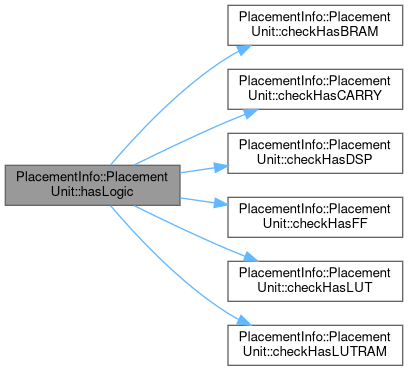 PlacementInfo::Placement
Unit::hasLogic
PlacementInfo::Placement
Unit::checkHasBRAM
PlacementInfo::Placement
Unit::checkHasCARRY
PlacementInfo::Placement
Unit::checkHasDSP
PlacementInfo::Placement
Unit::checkHasFF
PlacementInfo::Placement
Unit::checkHasLUT
PlacementInfo::Placement
Unit::checkHasLUTRAM